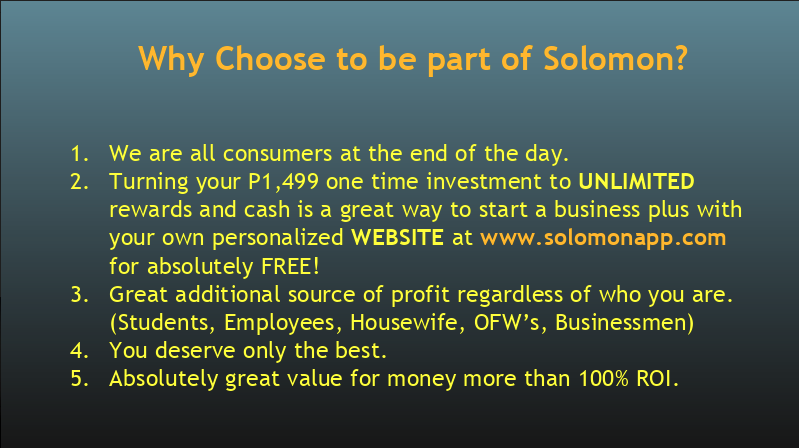 Why Choose to be part of Solomon?
1. We are all consumers at the end of the day.
2. Turning your P1,499 one time investment to UNLIMITED
rewards and cash is a great way to start a business plus with
your own personalized WEBSITE at www.solomonapp.com
for absolutely FREE!
3. Great additional source of profit regardless of who you are.
(Students, Employees, Housewife, OFW’s, Businessmen)
4. You deserve only the best.
5. Absolutely great value for money more than 100% ROI.